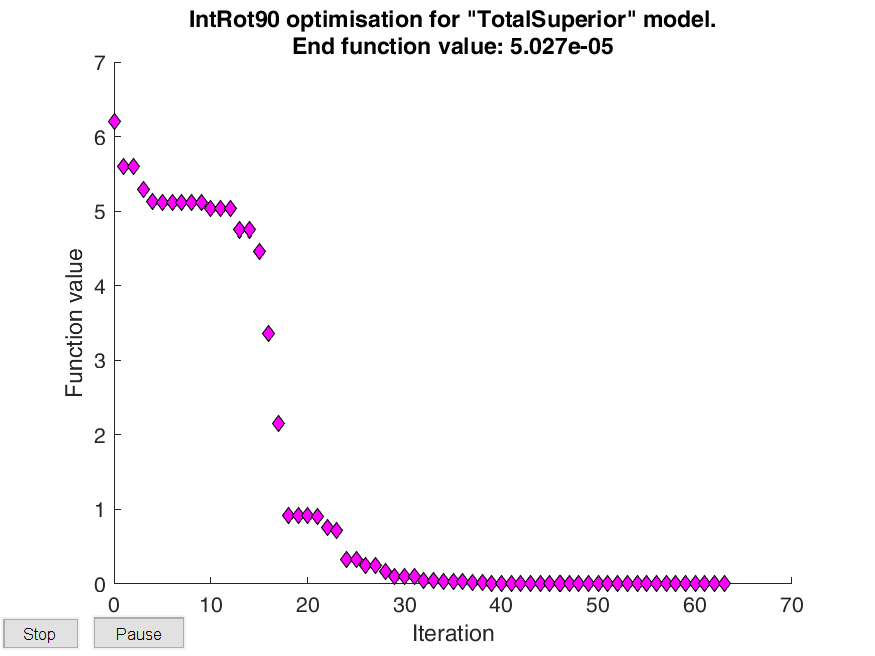 IntRot90 optimisation for "TotalSuperior" model.
End function value: 5.027e-05
7
6
5
4
3
2
1
0
Function value
0 10 20 30 40 50 60 70
Iteration
Stop Pause